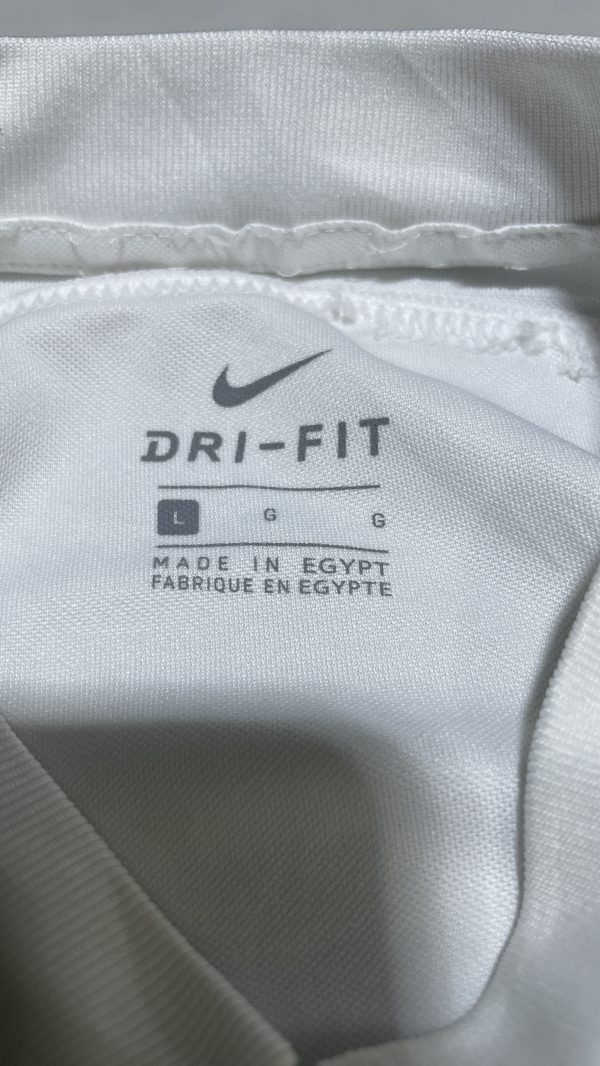 DRI-FIT
L G G
MADE IN EGYPT
FABRIQUE EN EGYPTE